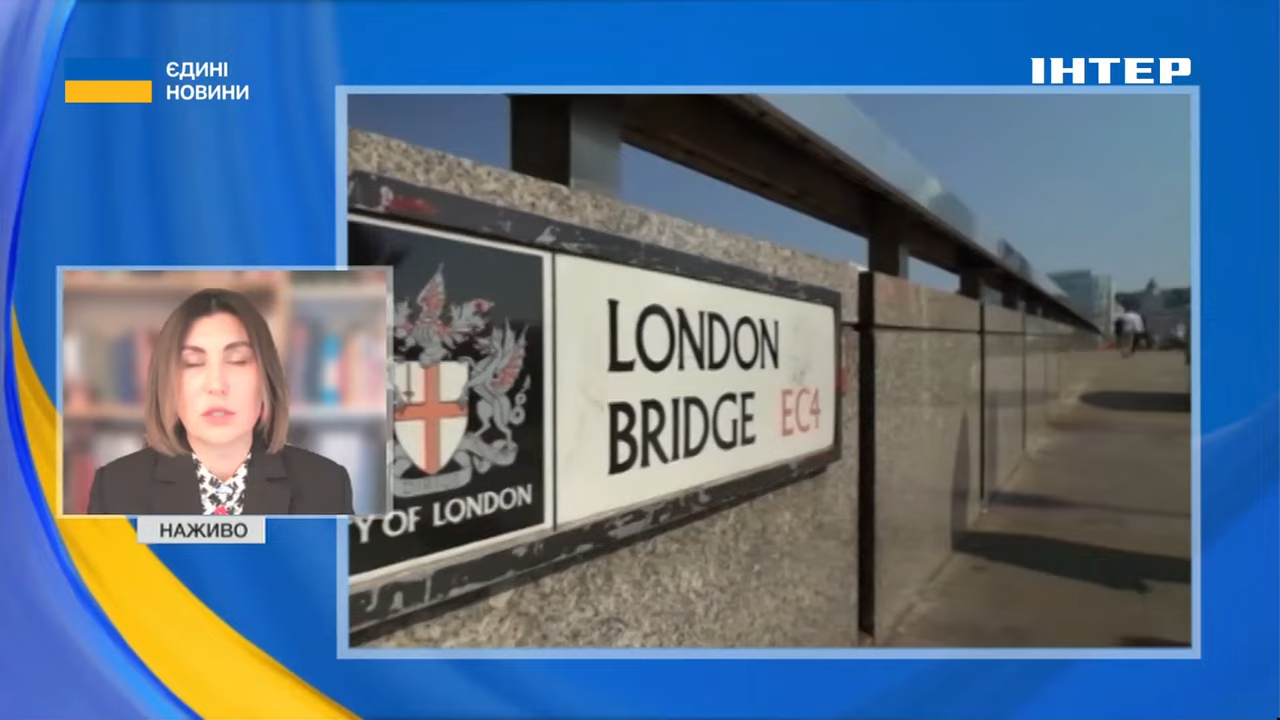 ЄДИНІ
НОВИНИ
ІНТЕР
LONDON
BRIDGE EC4
Y OF LONDON
НАЖИВО